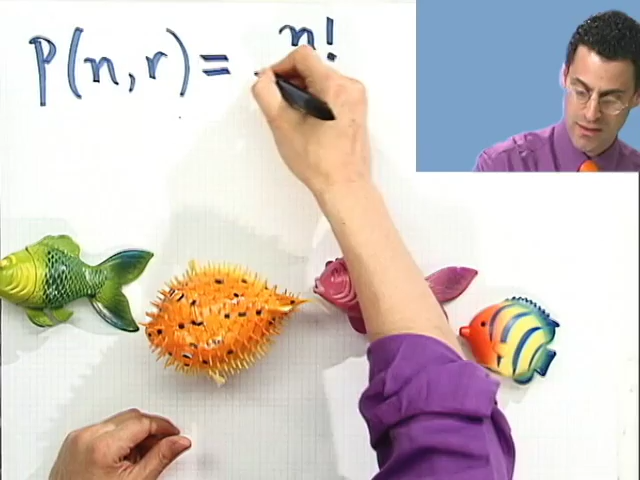 P(n, r) = n!